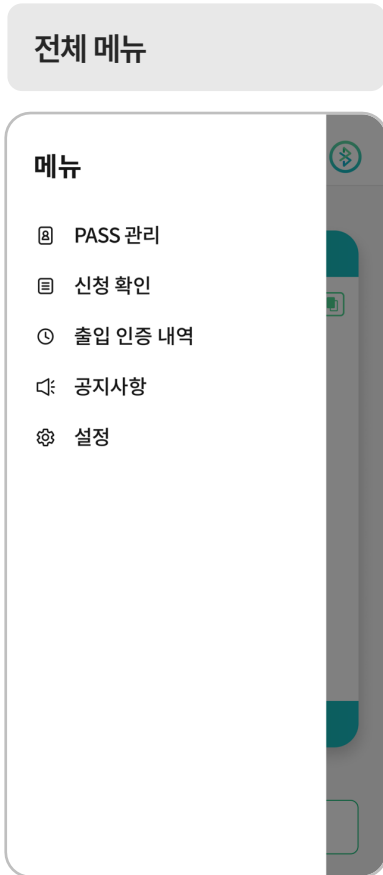 전체 메뉴
메뉴
PASS 관리
신청 확인
출입 인증 내역
공지사항
설정